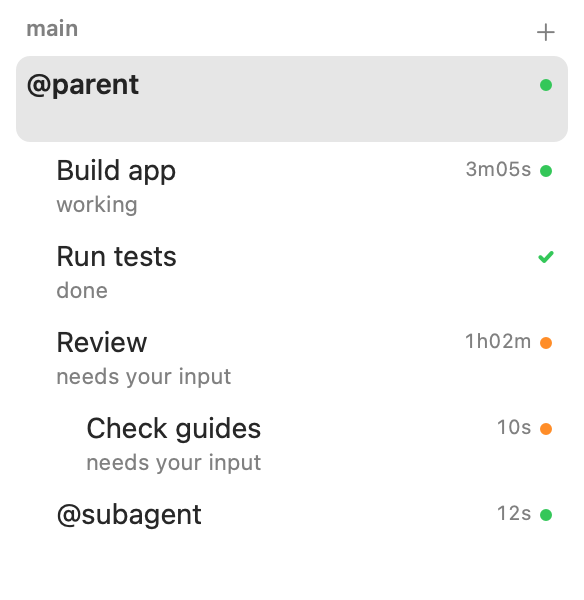 main
@parent
Build app 3m05s
working
Run tests
done
Review 1h02m
needs your input
Check guides 10s
needs your input
@subagent 12s